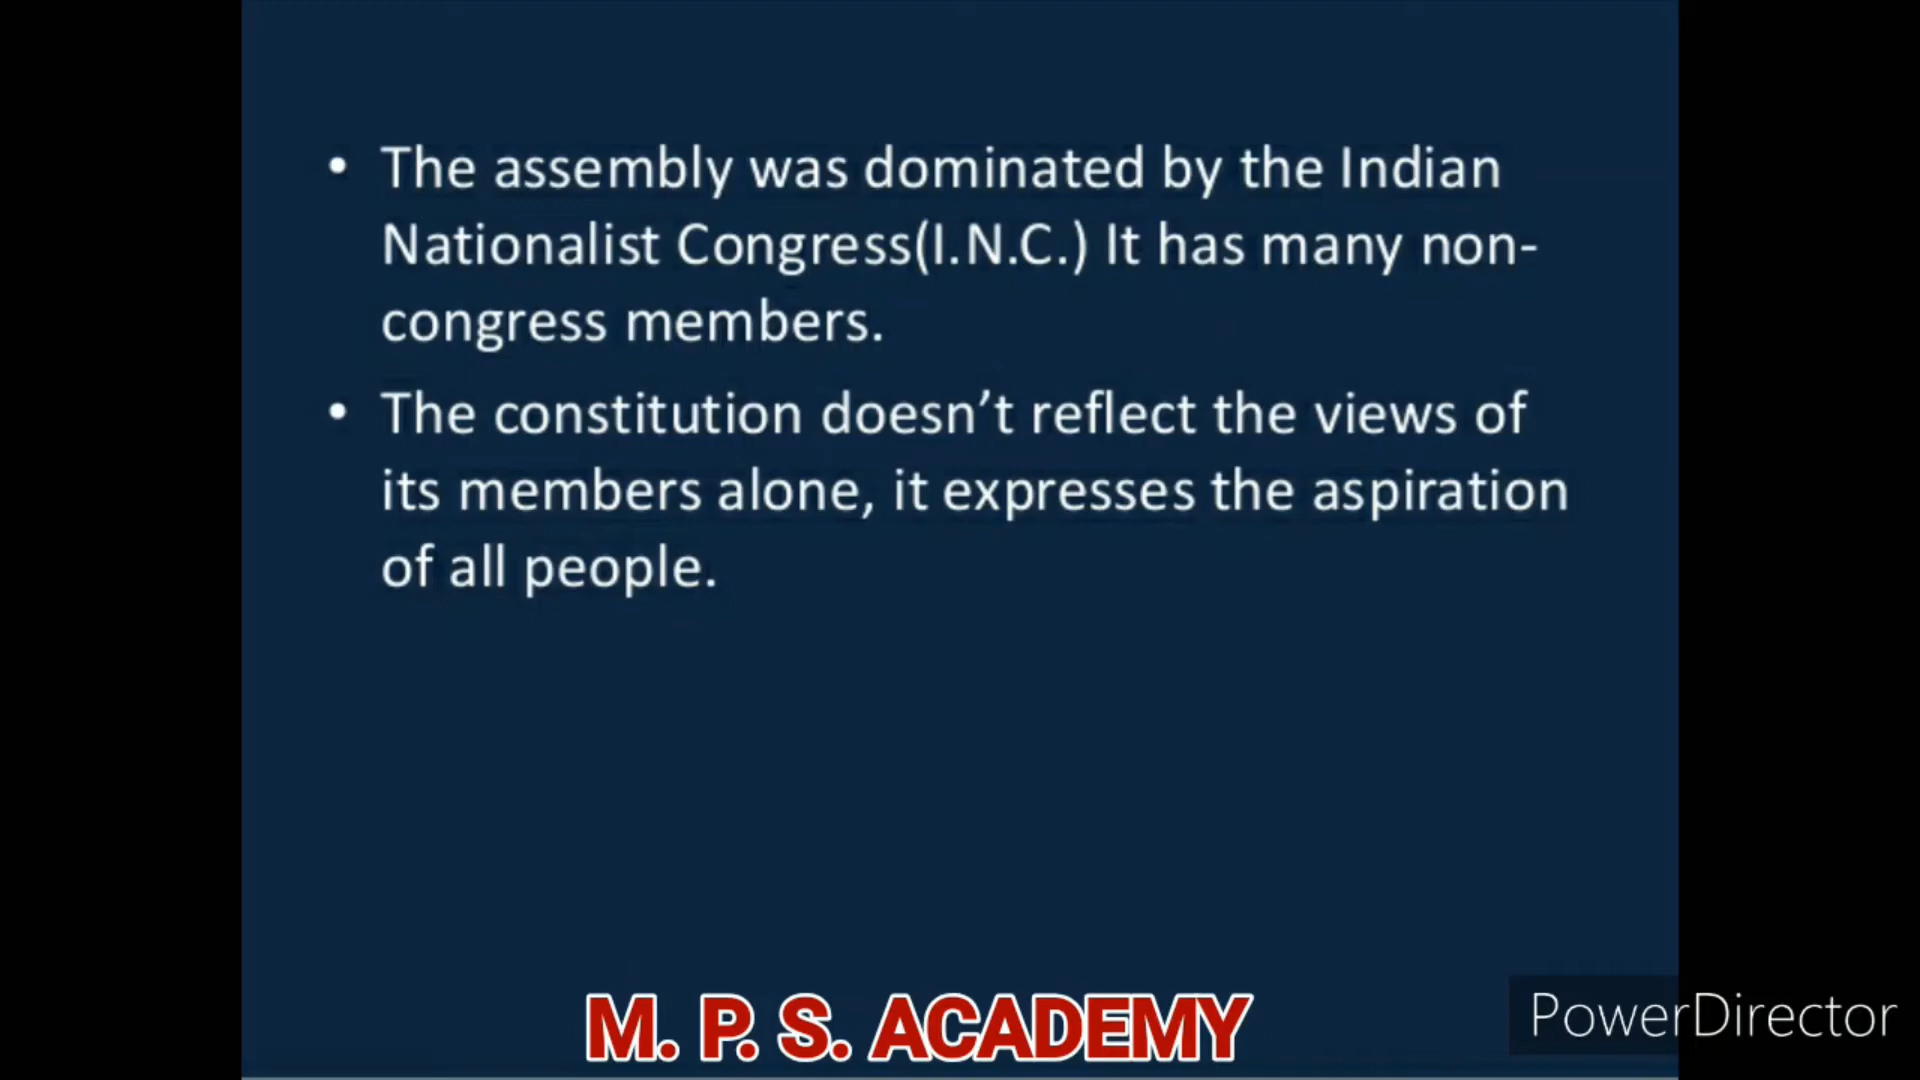 • The assembly was dominated by the Indian
Nationalist Congress(I.N.C.) It has many non-
congress members.
• The constitution doesn’t reflect the views of
its members alone, it expresses the aspiration
of all people.
M. P. S. ACADEMY
PowerDirector